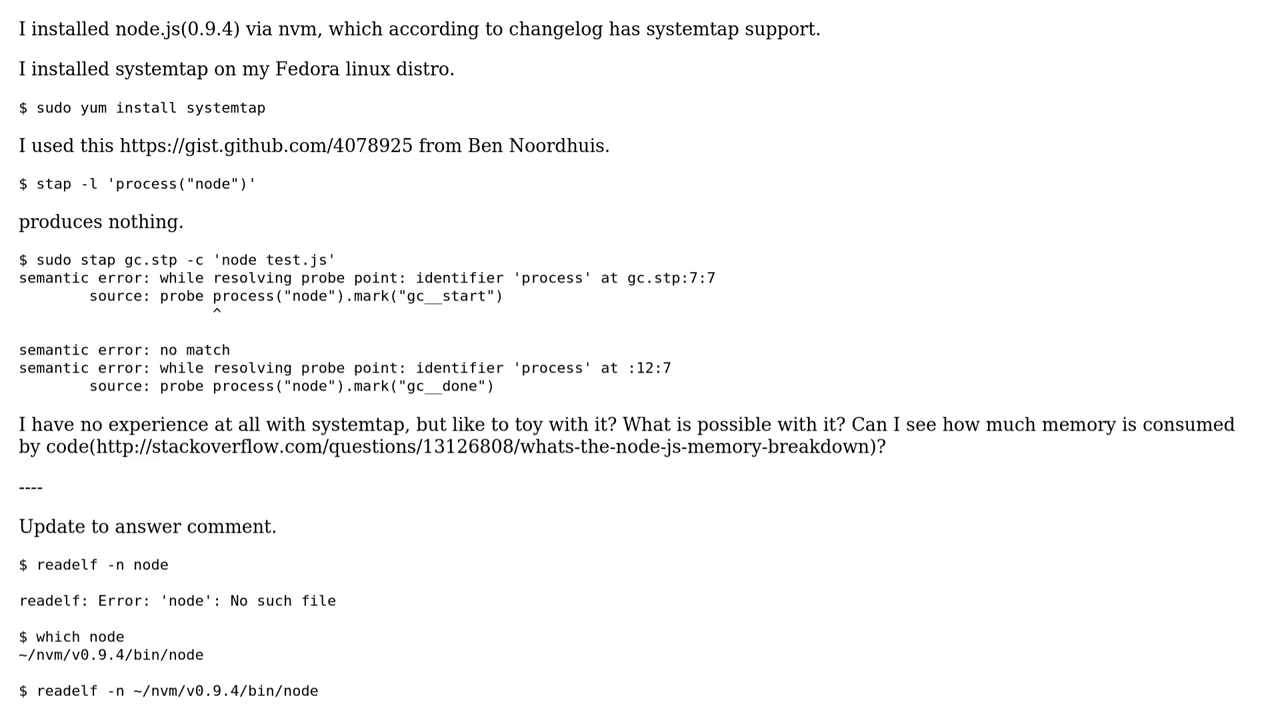 I installed node.js(0.9.4) via nvm, which according to changelog has systemtap support.
I installed systemtap on my Fedora linux distro.
$ sudo yum install systemtap
I used this https://gist.github.com/4078925 from Ben Noordhuis.
$ stap -l 'process("node")'
produces nothing.
$ sudo stap gc.stp -c 'node test.js'
semantic error: while resolving probe point: identifier 'process' at gc.stp:7:7
        source: probe process("node").mark("gc__start")
                      ^
semantic error: no match
semantic error: while resolving probe point: identifier 'process' at :12:7
        source: probe process("node").mark("gc__done")
I have no experience at all with systemtap, but like to toy with it? What is possible with it? Can I see how much memory is consumed
by code(http://stackoverflow.com/questions/13126808/whats-the-node-js-memory-breakdown)?
----
Update to answer comment.
$ readelf -n node
readelf: Error: 'node': No such file
$ which node
~/nvm/v0.9.4/bin/node
$ readelf -n ~/nvm/v0.9.4/bin/node